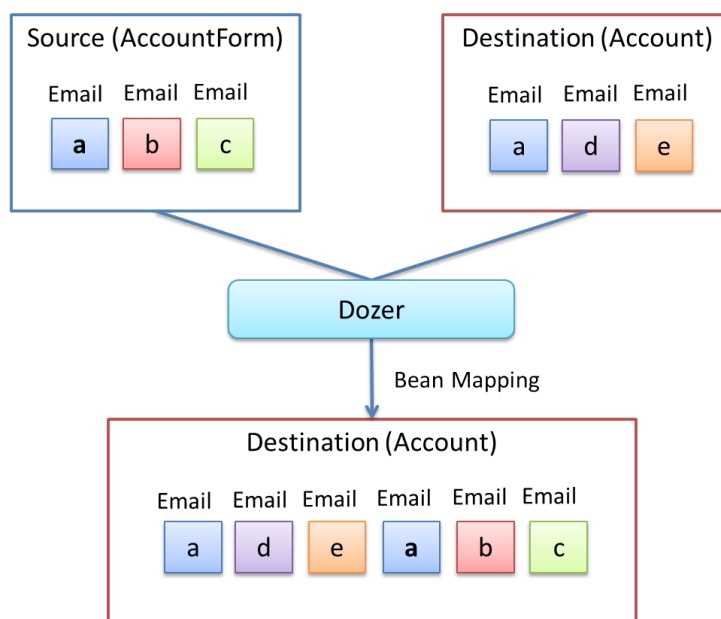 Source (AccountForm)
Email Email Email
a b c
Destination (Account)
Email Email Email
a d e
Dozer
Bean Mapping
Destination (Account)
Email Email Email Email Email Email
a d e a b c